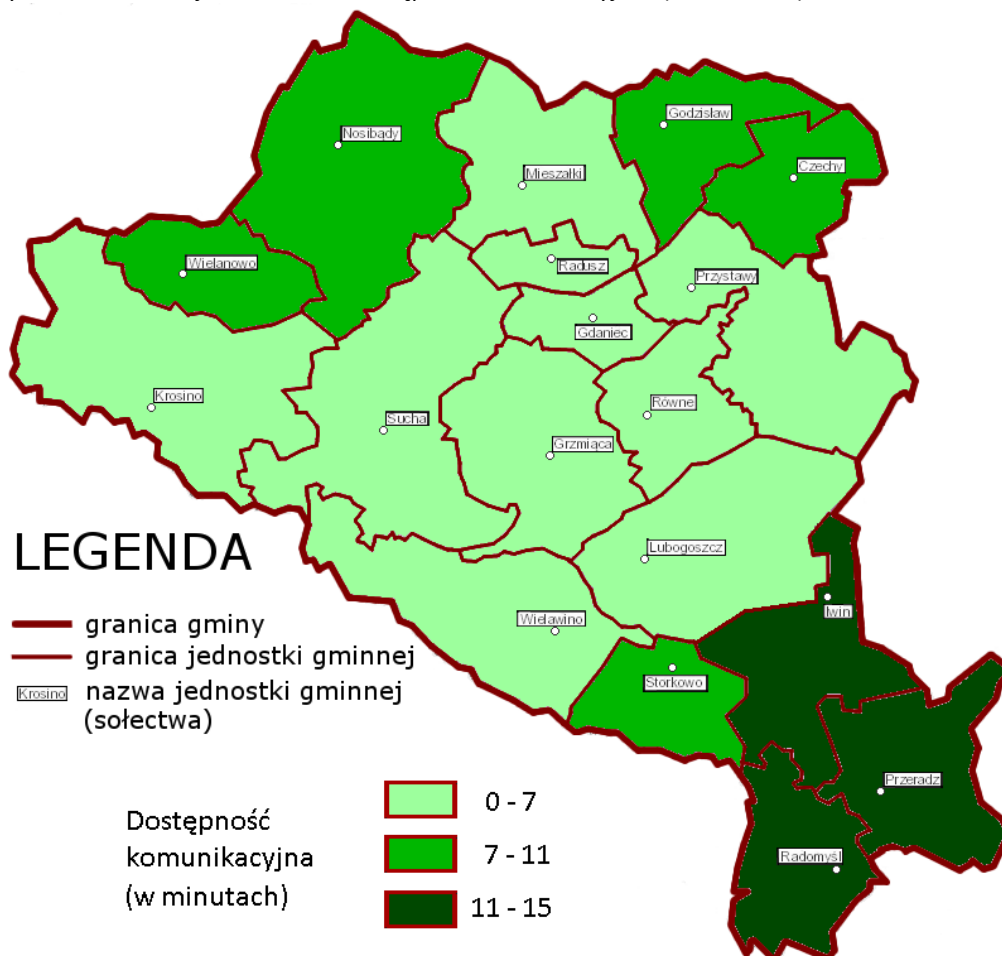 Nosibądy
Godzisław
Czechy
Mieszałki
Wielanowo
Radusz
Przystawy
Gdaniec
Krosino
Sucha
Równe
Grzmiąca
Lubogoszcz
Iwin
Wielawino
Storkowo
Przeradz
Radomyśl
LEGENDA
granica gminy
granica jednostki gminnej
Krosino nazwa jednostki gminnej
(sołectwa)
Dostępność
komunikacyjna
(w minutach)
0 - 7
7 - 11
11 - 15